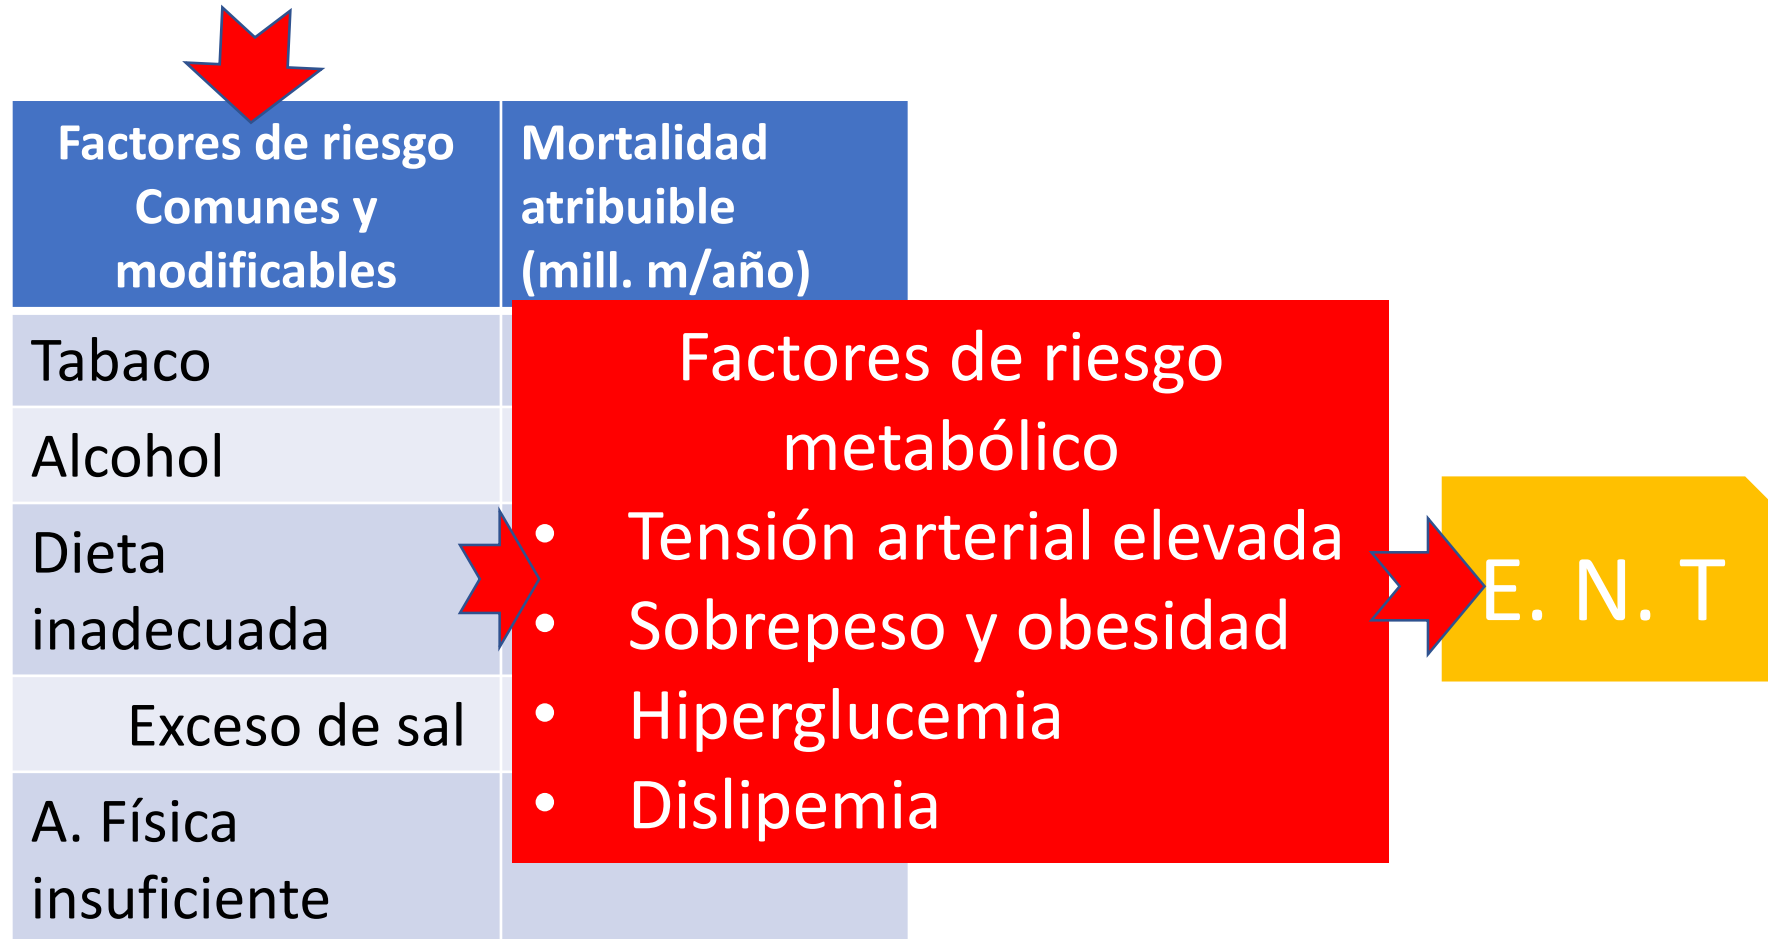 Factores de riesgo
Comunes y
modificables
Mortalidad
atribuible
(mill. m/año)
Tabaco
Alcohol
Dieta
inadecuada
Exceso de sal
A. Física
insuficiente
Factores de riesgo
metabólico
• Tensión arterial elevada
• Sobrepeso y obesidad
• Hiperglucemia
• Dislipemia
E. N. T